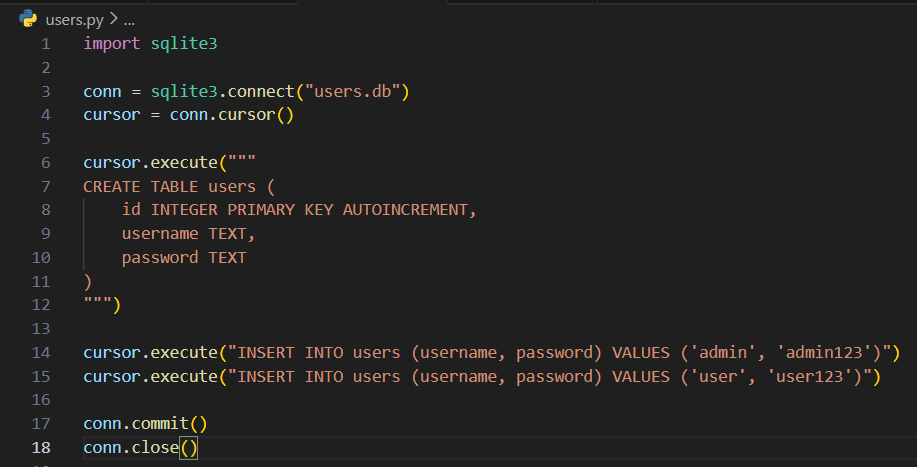 users.py > ...
1 import sqlite3
2
3 conn = sqlite3.connect("users.db")
4 cursor = conn.cursor()
5
6 cursor.execute("""
7 CREATE TABLE users (
8     id INTEGER PRIMARY KEY AUTOINCREMENT,
9     username TEXT,
10     password TEXT
11 )
12 """)
13
14 cursor.execute("INSERT INTO users (username, password) VALUES ('admin', 'admin123')")
15 cursor.execute("INSERT INTO users (username, password) VALUES ('user', 'user123')")
16
17 conn.commit()
18 conn.close()